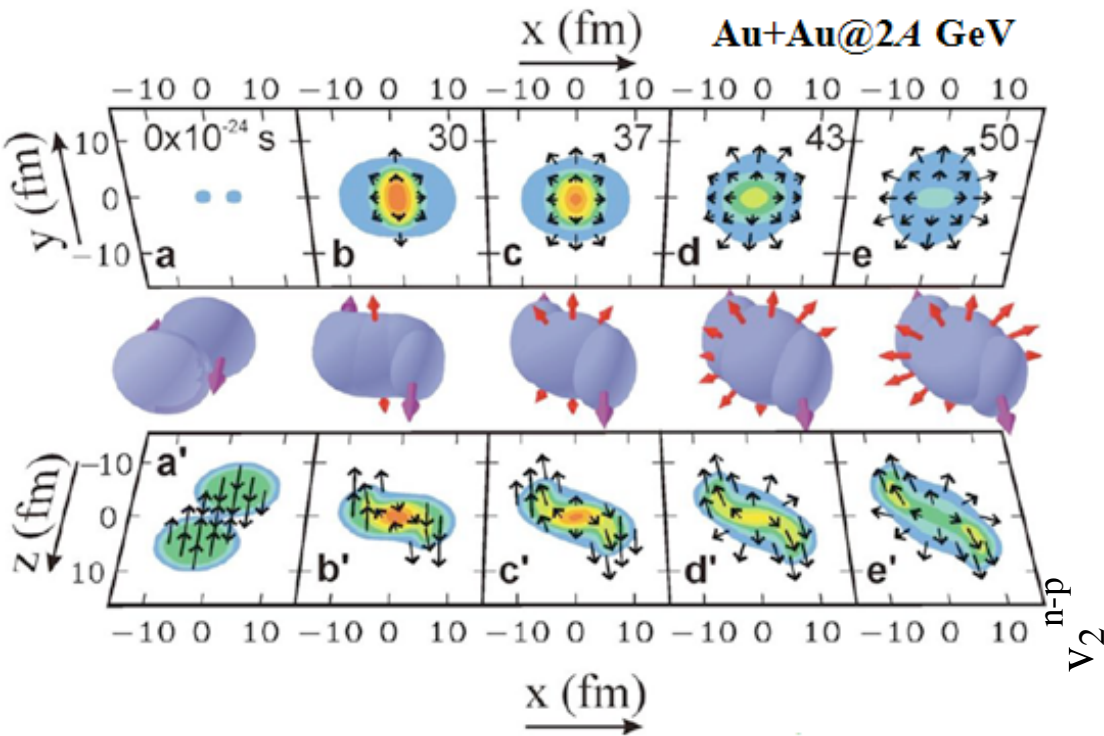 x (fm) Au+Au@2A GeV
−10 0 10 −10 0 10 −10 0 10 −10 0 10 −10 0 10
y (fm)
10
0
−10
0x10⁻²⁴ s 30 37 43 50
a b c d e
z (fm)
−10
0
10
a' b' c' d' e'
−10 0 10 −10 0 10 −10 0 10 −10 0 10 −10 0 10
x (fm)
v₂ⁿ⁻ᵖ